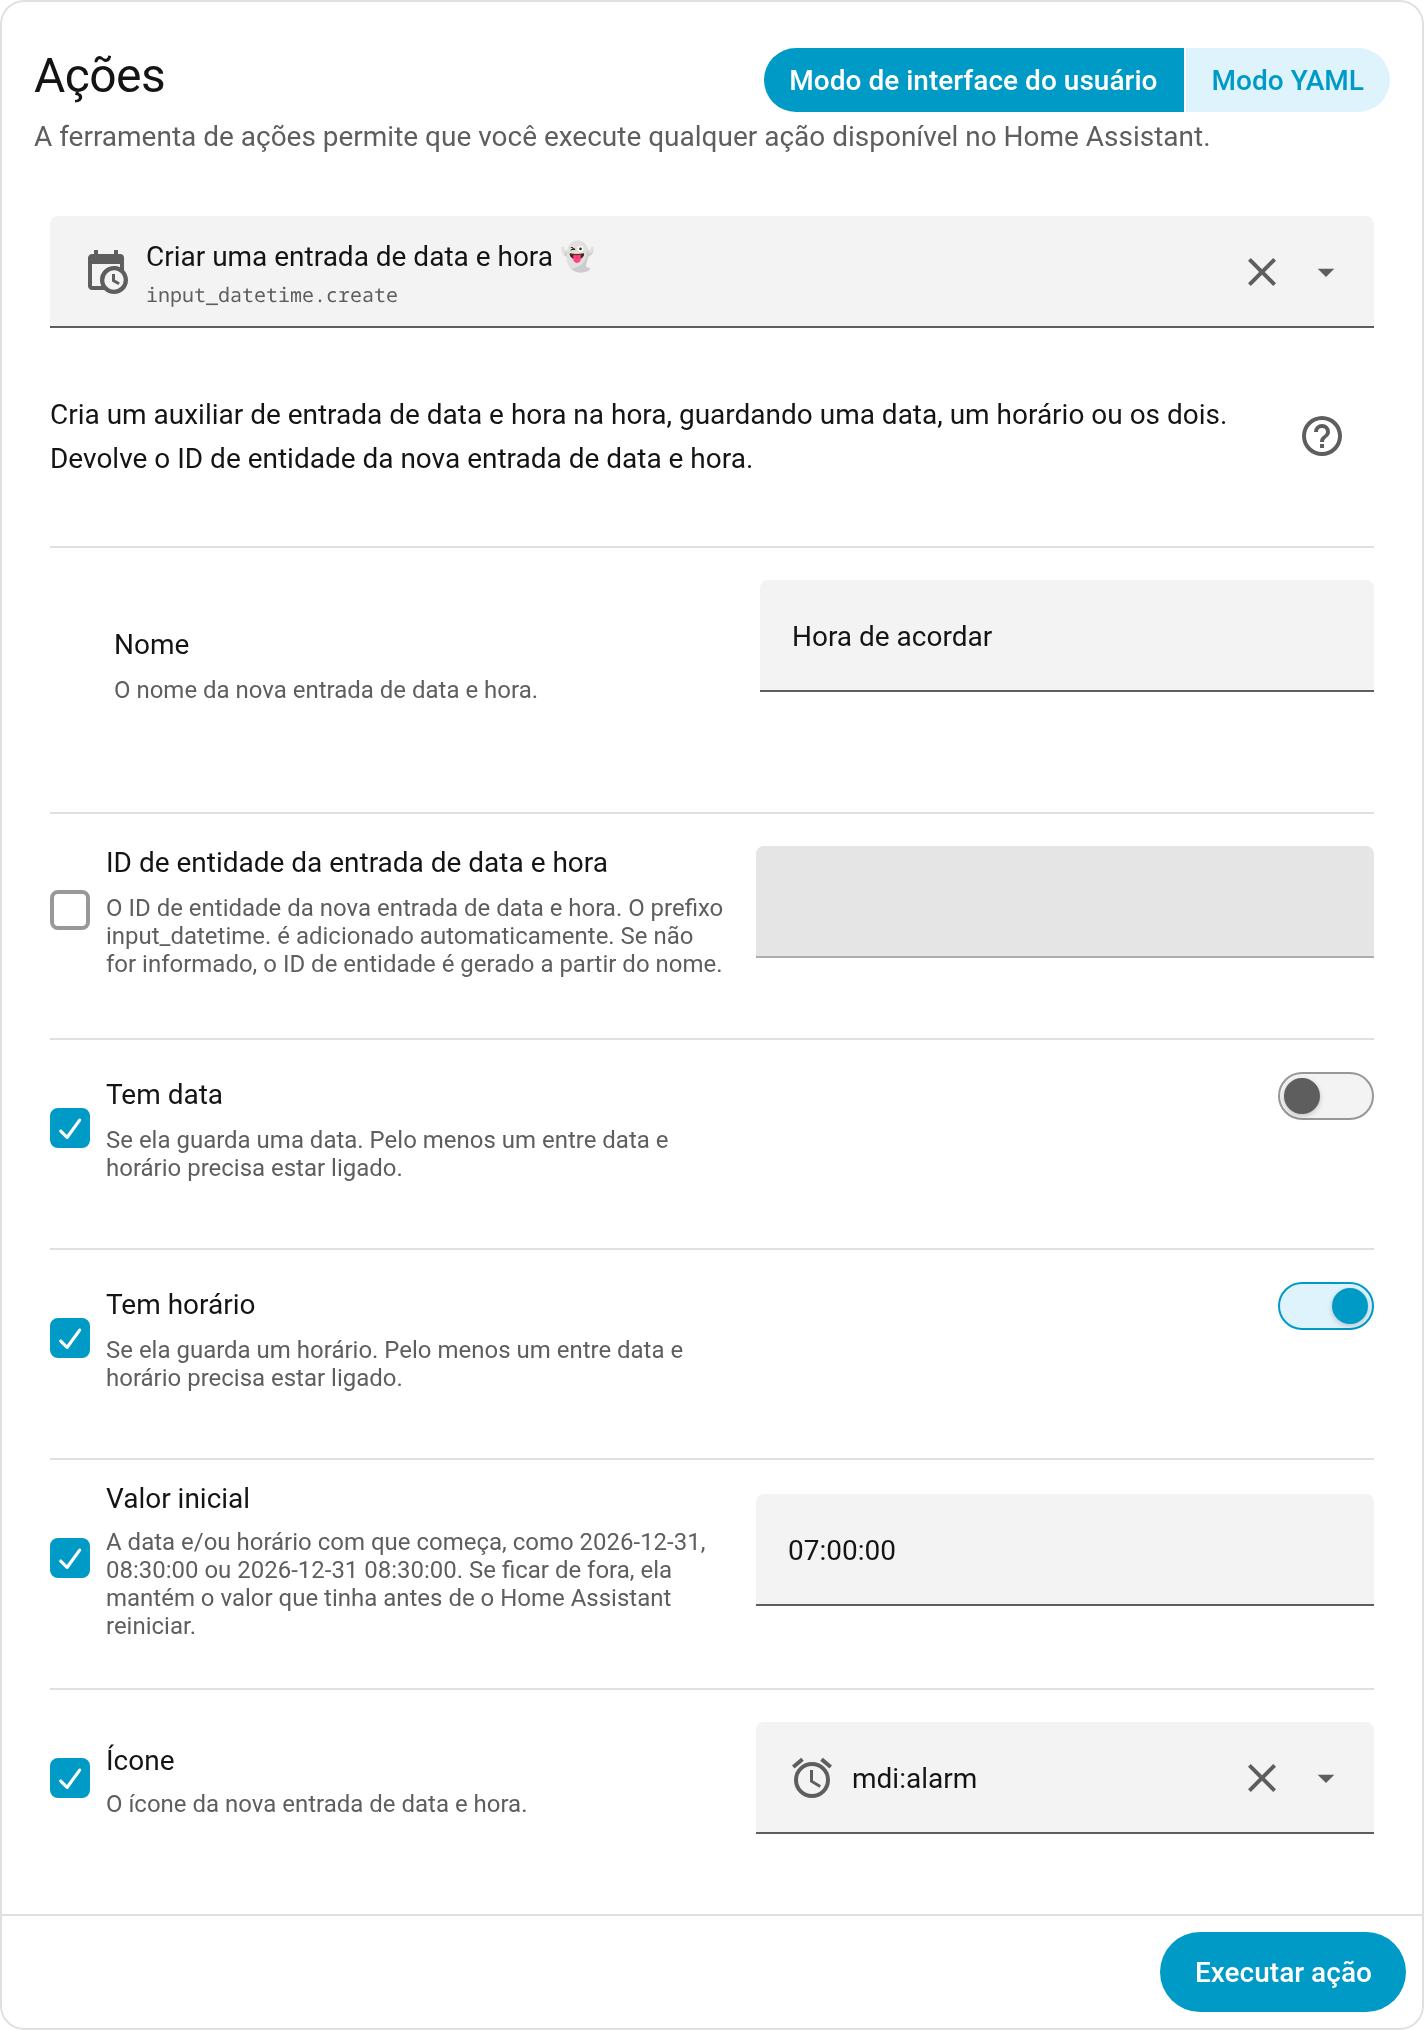 Ações
Modo de interface do usuário
Modo YAML
A ferramenta de ações permite que você execute qualquer ação disponível no Home Assistant.
Criar uma entrada de data e hora 👻
input_datetime.create
Cria um auxiliar de entrada de data e hora na hora, guardando uma data, um horário ou os dois.
Devolve o ID de entidade da nova entrada de data e hora.
Nome
O nome da nova entrada de data e hora.
Hora de acordar
ID de entidade da entrada de data e hora
O ID de entidade da nova entrada de data e hora. O prefixo
input_datetime. é adicionado automaticamente. Se não
for informado, o ID de entidade é gerado a partir do nome.
Tem data
Se ela guarda uma data. Pelo menos um entre data e
horário precisa estar ligado.
Tem horário
Se ela guarda um horário. Pelo menos um entre data e
horário precisa estar ligado.
Valor inicial
A data e/ou horário com que começa, como 2026-12-31,
08:30:00 ou 2026-12-31 08:30:00. Se ficar de fora, ela
mantém o valor que tinha antes de o Home Assistant
reiniciar.
07:00:00
Ícone
O ícone da nova entrada de data e hora.
mdi:alarm
Executar ação